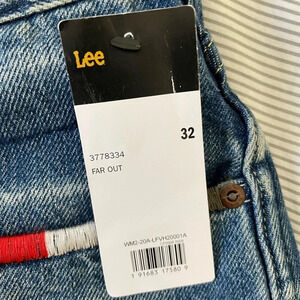 Lee
32
3778334
FAR OUT
WM2-20A-LFVH20001A
1 91683 17580 9